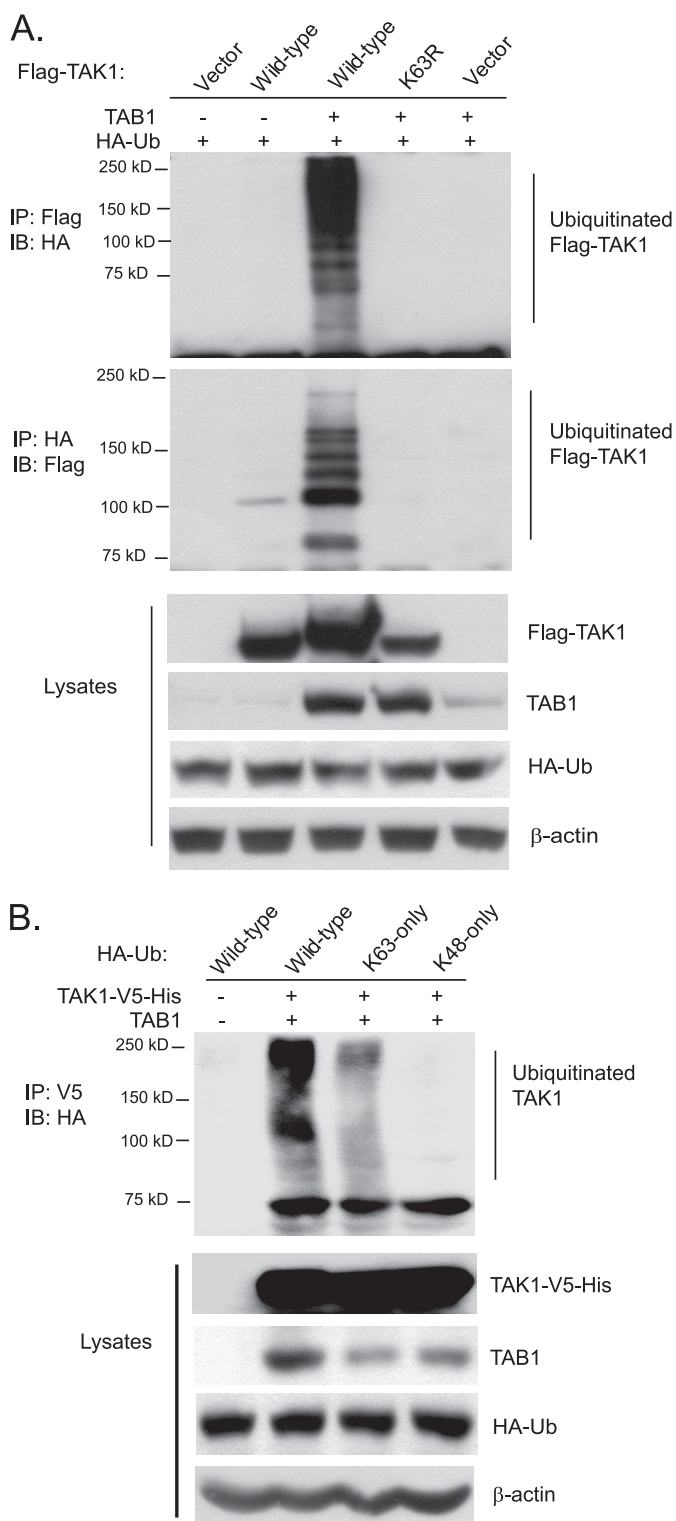 A.
Flag-TAK1: Vector Wild-type Wild-type K63R Vector
TAB1 - - + + +
HA-Ub + + + + +
250 kD
150 kD
100 kD
75 kD
IP: Flag
IB: HA
Ubiquitinated
Flag-TAK1
250 kD
150 kD
100 kD
75 kD
IP: HA
IB: Flag
Ubiquitinated
Flag-TAK1
Lysates
Flag-TAK1
TAB1
HA-Ub
β-actin
B.
HA-Ub: Wild-type Wild-type K63-only K48-only
TAK1-V5-His - + + +
TAB1 - + + +
250 kD
150 kD
100 kD
75 kD
IP: V5
IB: HA
Ubiquitinated
TAK1
Lysates
TAK1-V5-His
TAB1
HA-Ub
β-actin